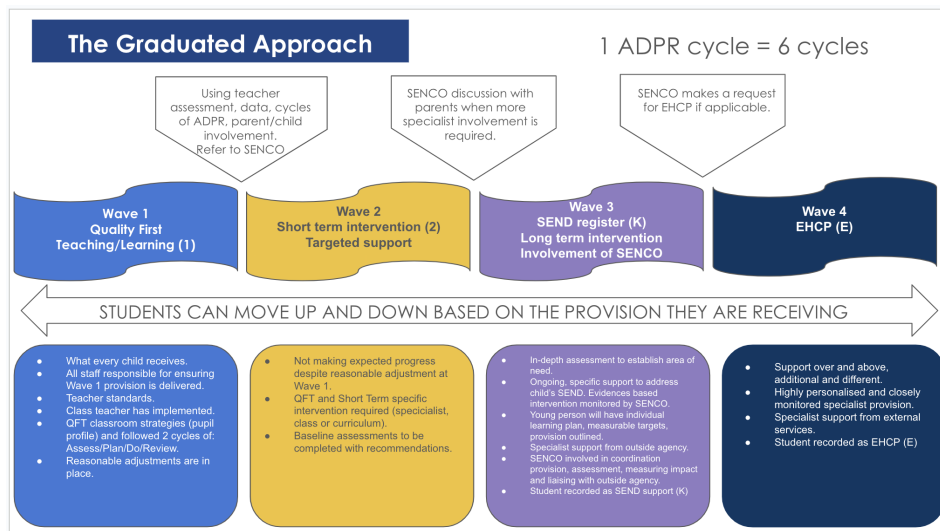 The Graduated Approach
1 ADPR cycle = 6 cycles
Using teacher
assessment, data, cycles
of ADPR, parent/child
involvement.
Refer to SENCO
SENCO discussion with
parents when more
specialist involvement is
required.
SENCO makes a request
for EHCP if applicable.
Wave 1
Quality First
Teaching/Learning (1)
Wave 2
Short term intervention (2)
Targeted support
Wave 3
SEND register (K)
Long term intervention
Involvement of SENCO
Wave 4
EHCP (E)
STUDENTS CAN MOVE UP AND DOWN BASED ON THE PROVISION THEY ARE RECEIVING
● What every child receives.
● All staff responsible for ensuring
Wave 1 provision is delivered.
● Teacher standards.
● Class teacher has implemented.
● QFT classroom strategies (pupil
profile) and followed 2 cycles of:
Assess/Plan/Do/Review.
● Reasonable adjustments are in
place.
● Not making expected progress
despite reasonable adjustment at
Wave 1.
● QFT and Short Term specific
intervention required (specicialist,
class or curriculum).
● Baseline assessments to be
completed with recommendations.
● In-depth assessment to establish area of
need.
● Ongoing, specific support to address
child's SEND. Evidences based
intervention monitored by SENCO.
● Young person will have individual
learning plan, measurable targets,
provision outlined.
● Specialist support from outside agency.
● SENCO involved in coordination
provision, assessment, measuring impact
and liaising with outside agency.
● Student recorded as SEND support (K)
● Support over and above,
additional and different.
● Highly personalised and closely
monitored specialist provision.
● Specialist support from external
services.
● Student recorded as EHCP (E)